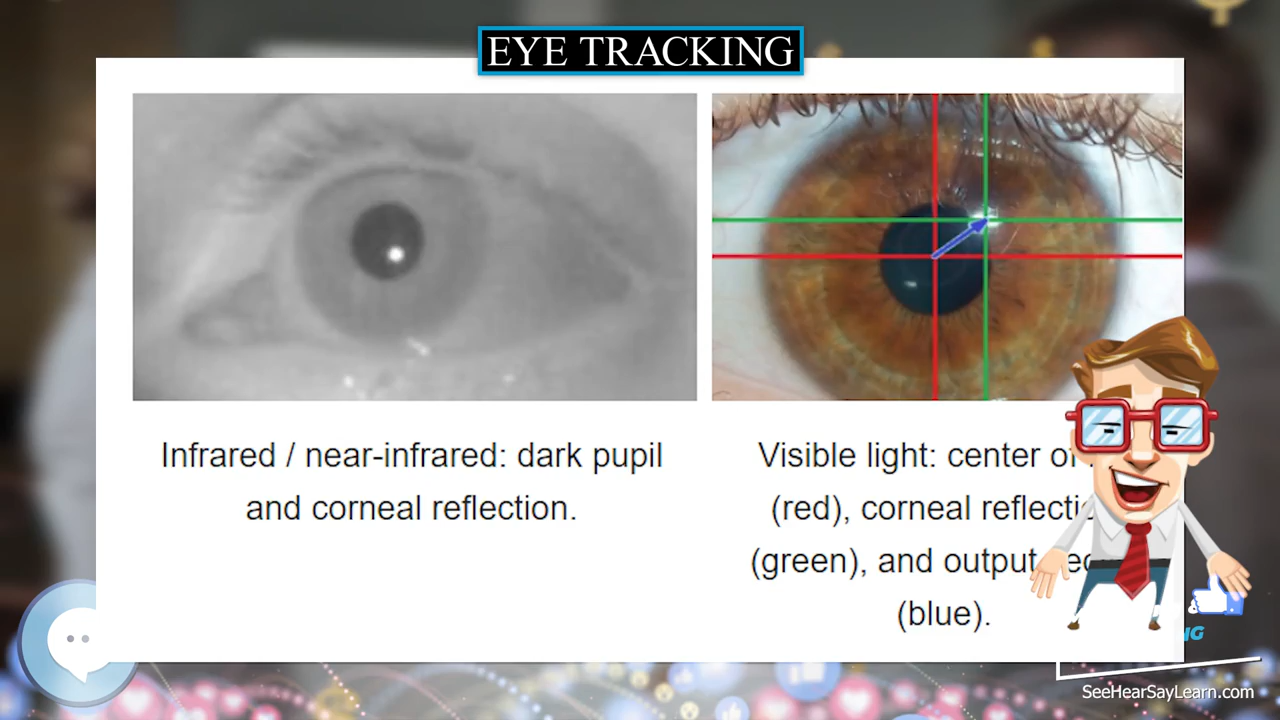 EYE TRACKING
Infrared / near-infrared: dark pupil
and corneal reflection.
Visible light: center of
(red), corneal
(green), and output
(blue).
SeeHearSayLearn.com